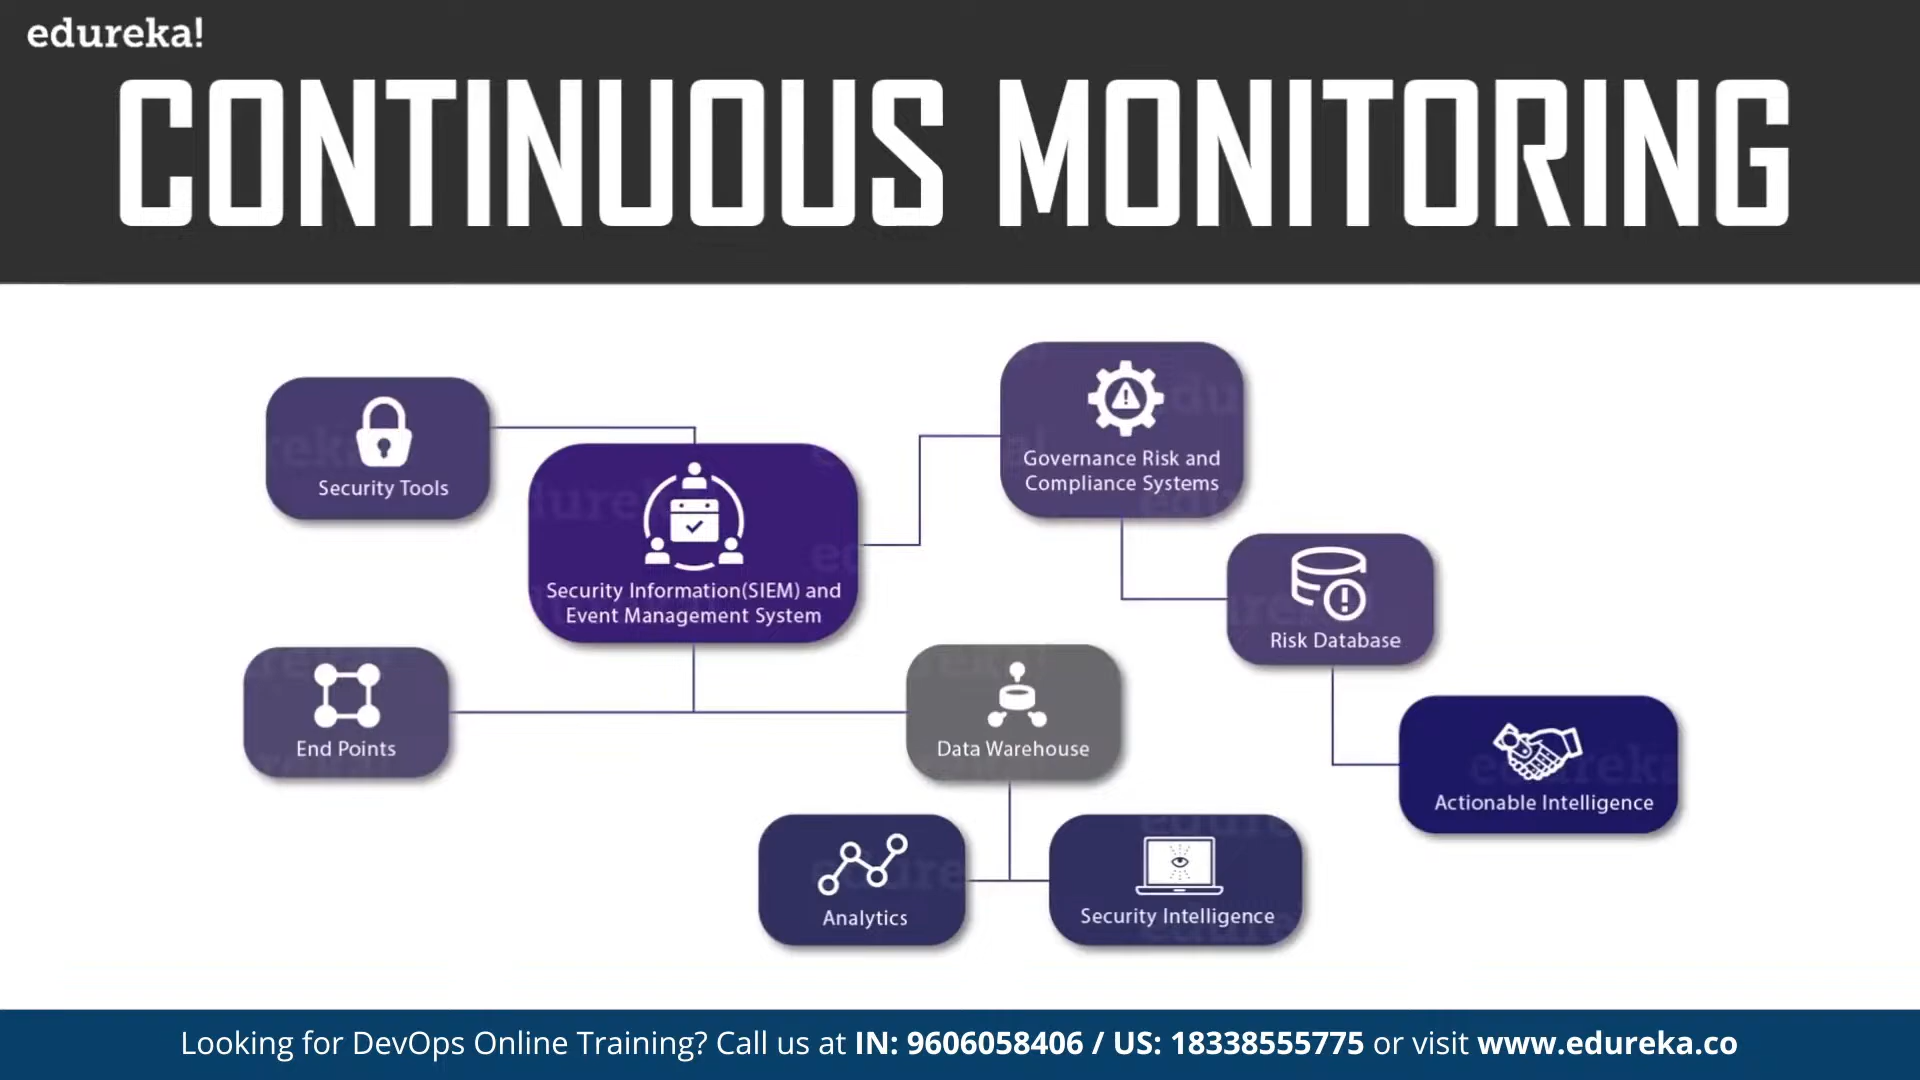 edureka!
CONTINUOUS MONITORING
Security Tools
Governance Risk and
Compliance Systems
Security Information(SIEM) and
Event Management System
Risk Database
End Points
Data Warehouse
Actionable Intelligence
Analytics
Security Intelligence
Looking for DevOps Online Training? Call us at IN: 9606058406 / US: 18338555775 or visit www.edureka.co